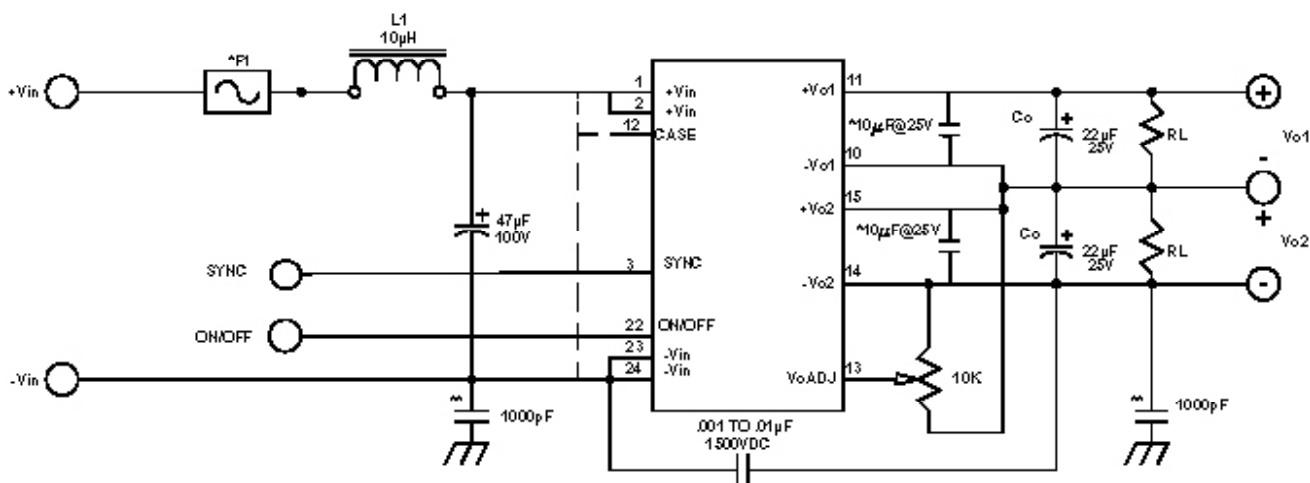 L1
10µH
^F1
+Vin
1
+Vin
2
+Vin
12
CASE
47µF
100V
SYNC
3
SYNC
ON/OFF
22
ON/OFF
23
-Vin
24
-Vin
-Vin
^^
1000pF
.001 TO .01µF
1500VDC
+Vo1
11
^10µF@25V
10
-Vo1
15
+Vo2
^10µF@25V
14
-Vo2
VoADJ
13
10K
Co
+
22µF
25V
RL
+
Vo1
-
+
Vo2
Co
+
22µF
25V
RL
-
^^
1000pF